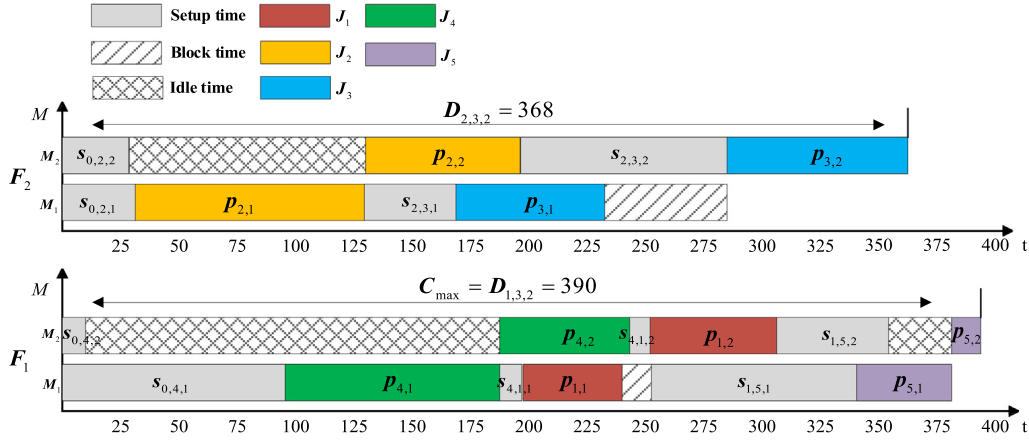 Setup time J₁ J₄
Block time J₂ J₅
Idle time J₃
M
D₂,₃,₂ = 368
F₂
M₂ s₀,₂,₂ p₂,₂ s₂,₃,₂ p₃,₂
M₁ s₀,₂,₁ p₂,₁ s₂,₃,₁ p₃,₁
25 50 75 100 125 150 175 200 225 250 275 300 325 350 375 400 t
M
C_max = D₁,₃,₂ = 390
F₁
M₂ s₀,₄,₂ p₄,₂ s₄,₁,₂ p₁,₂ s₁,₅,₂ p₅,₂
M₁ s₀,₄,₁ p₄,₁ s₄,₁,₁ p₁,₁ s₁,₅,₁ p₅,₁
25 50 75 100 125 150 175 200 225 250 275 300 325 350 375 400 t